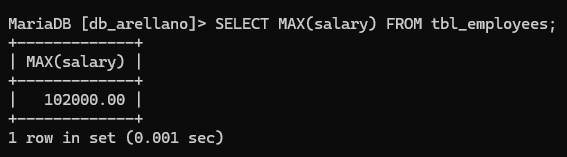 MariaDB [db_arellano]> SELECT MAX(salary) FROM tbl_employees;
+-------------+
| MAX(salary) |
+-------------+
|   102000.00 |
+-------------+
1 row in set (0.001 sec)